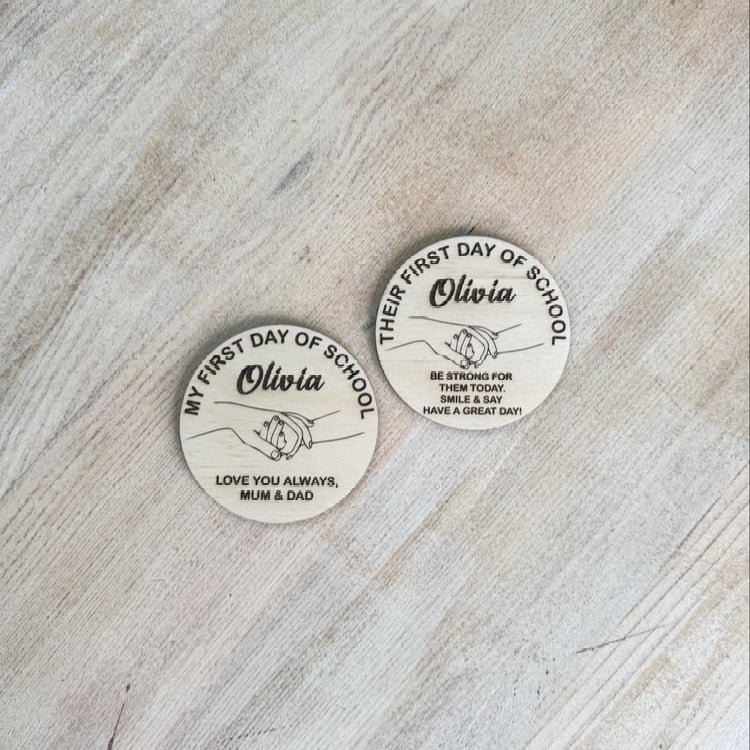 MY FIRST DAY OF SCHOOL
Olivia
LOVE YOU ALWAYS,
MUM & DAD
THEIR FIRST DAY OF SCHOOL
Olivia
BE STRONG FOR
THEM TODAY.
SMILE & SAY
HAVE A GREAT DAY!